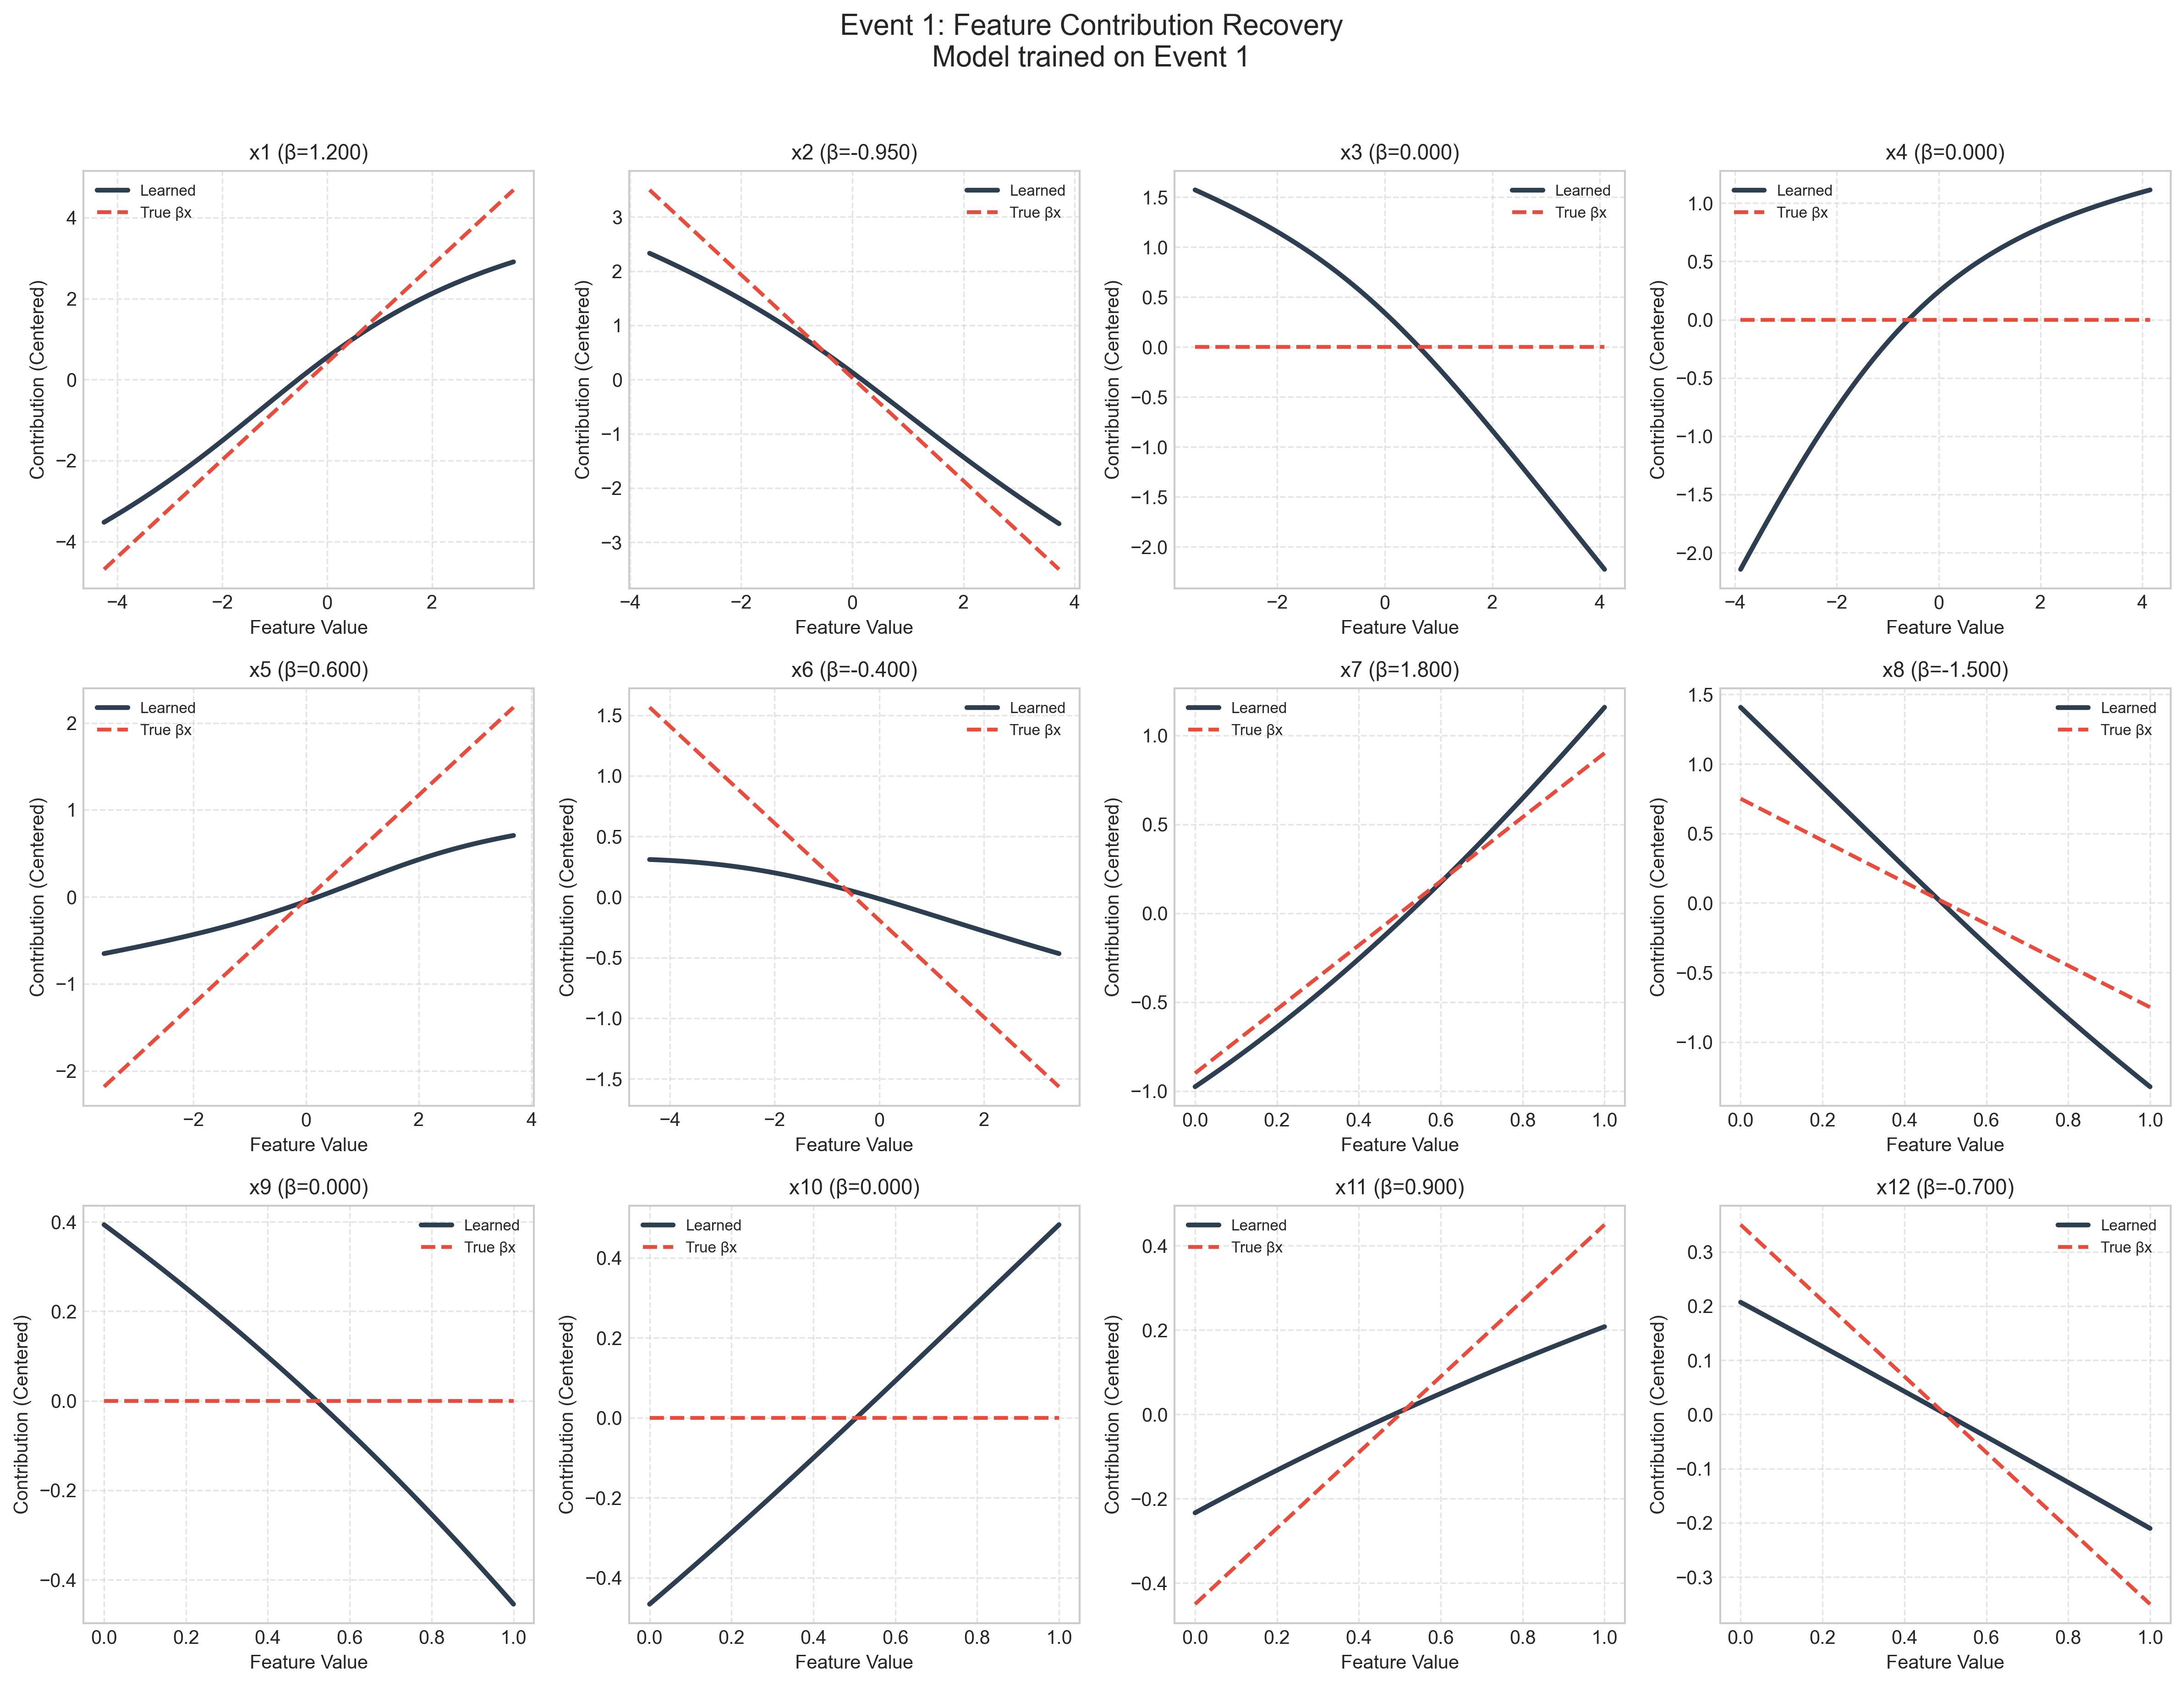 Event 1: Feature Contribution Recovery
Model trained on Event 1
x1 (β=1.200)
Learned
True βx
Contribution (Centered)
4
2
0
−2
−4
−4 −2 0 2
Feature Value
x2 (β=-0.950)
Learned
True βx
Contribution (Centered)
3
2
1
0
−1
−2
−3
−4 −2 0 2 4
Feature Value
x3 (β=0.000)
Learned
True βx
Contribution (Centered)
1.5
1.0
0.5
0.0
−0.5
−1.0
−1.5
−2.0
−2 0 2 4
Feature Value
x4 (β=0.000)
Learned
True βx
Contribution (Centered)
1.0
0.5
0.0
−0.5
−1.0
−1.5
−2.0
−4 −2 0 2 4
Feature Value
x5 (β=0.600)
Learned
True βx
Contribution (Centered)
2
1
0
−1
−2
−2 0 2 4
Feature Value
x6 (β=-0.400)
Learned
True βx
Contribution (Centered)
1.5
1.0
0.5
0.0
−0.5
−1.0
−1.5
−4 −2 0 2
Feature Value
x7 (β=1.800)
Learned
True βx
Contribution (Centered)
1.0
0.5
0.0
−0.5
−1.0
0.0 0.2 0.4 0.6 0.8 1.0
Feature Value
x8 (β=-1.500)
Learned
True βx
Contribution (Centered)
1.5
1.0
0.5
0.0
−0.5
−1.0
0.0 0.2 0.4 0.6 0.8 1.0
Feature Value
x9 (β=0.000)
Learned
True βx
Contribution (Centered)
0.4
0.2
0.0
−0.2
−0.4
0.0 0.2 0.4 0.6 0.8 1.0
Feature Value
x10 (β=0.000)
Learned
True βx
Contribution (Centered)
0.4
0.2
0.0
−0.2
−0.4
0.0 0.2 0.4 0.6 0.8 1.0
Feature Value
x11 (β=0.900)
Learned
True βx
Contribution (Centered)
0.4
0.2
0.0
−0.2
−0.4
0.0 0.2 0.4 0.6 0.8 1.0
Feature Value
x12 (β=-0.700)
Learned
True βx
Contribution (Centered)
0.3
0.2
0.1
0.0
−0.1
−0.2
−0.3
0.0 0.2 0.4 0.6 0.8 1.0
Feature Value